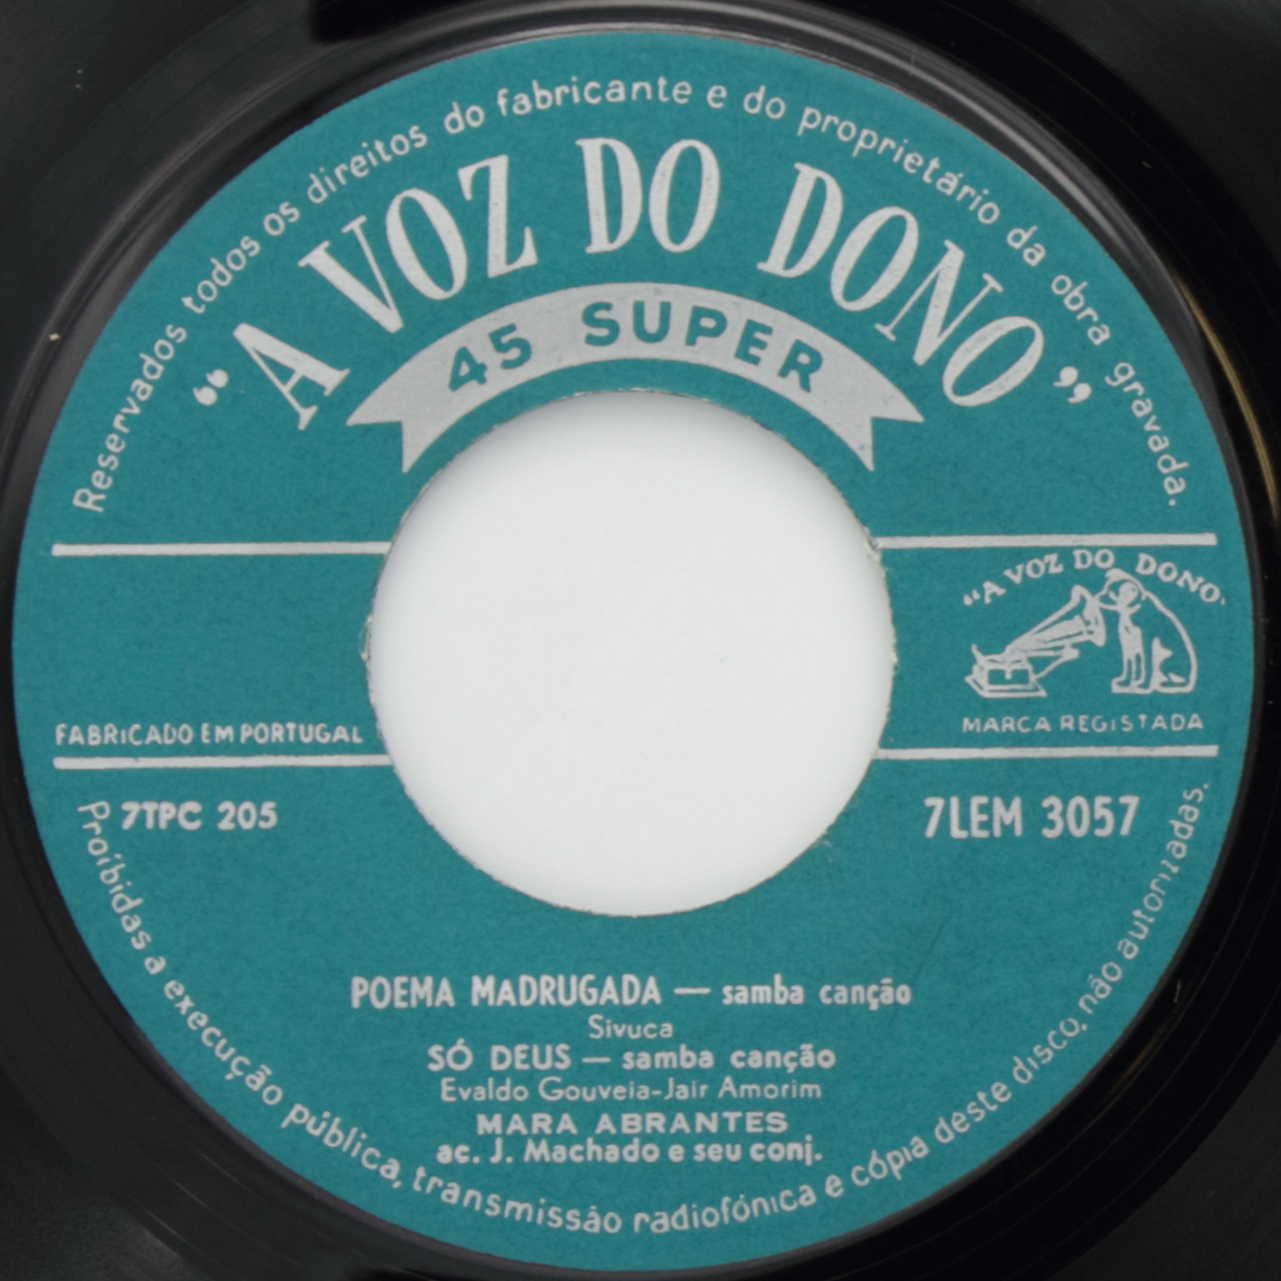 Reservados todos os direitos do fabricante e do proprietário da obra gravada.
“A VOZ DO DONO”
45 SUPER
“A VOZ DO DONO.
MARCA REGISTADA
FABRICADO EM PORTUGAL
7TPC 205
7LEM 3057
POEMA MADRUGADA — samba canção
Sivuca
SÓ DEUS — samba canção
Evaldo Gouveia-Jair Amorim
MARA ABRANTES
ac. J. Machado e seu conj.
Proibidas a execução pública, transmissão radiofónica e cópia deste disco, não autorizadas.